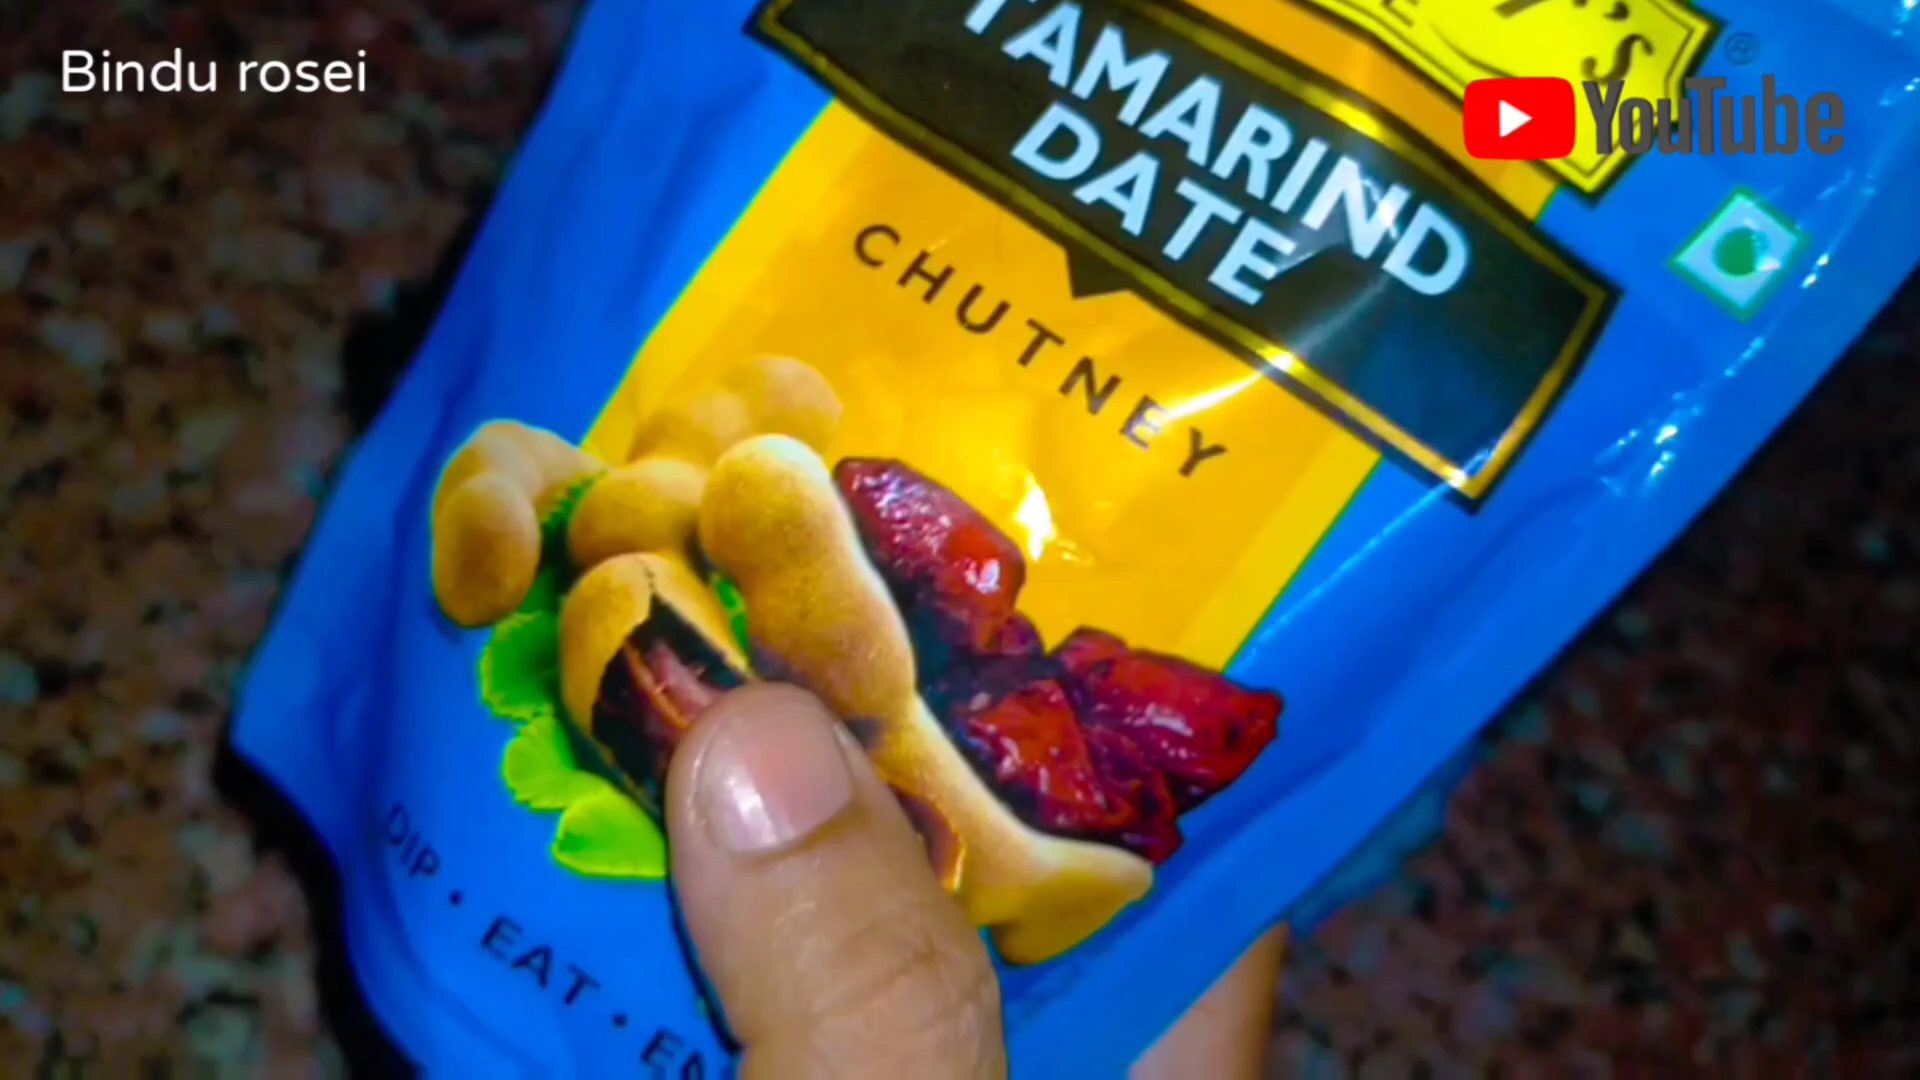 Bindu rosei
YouTube
TAMARIND
DATE
CHUTNEY
DIP • EAT •